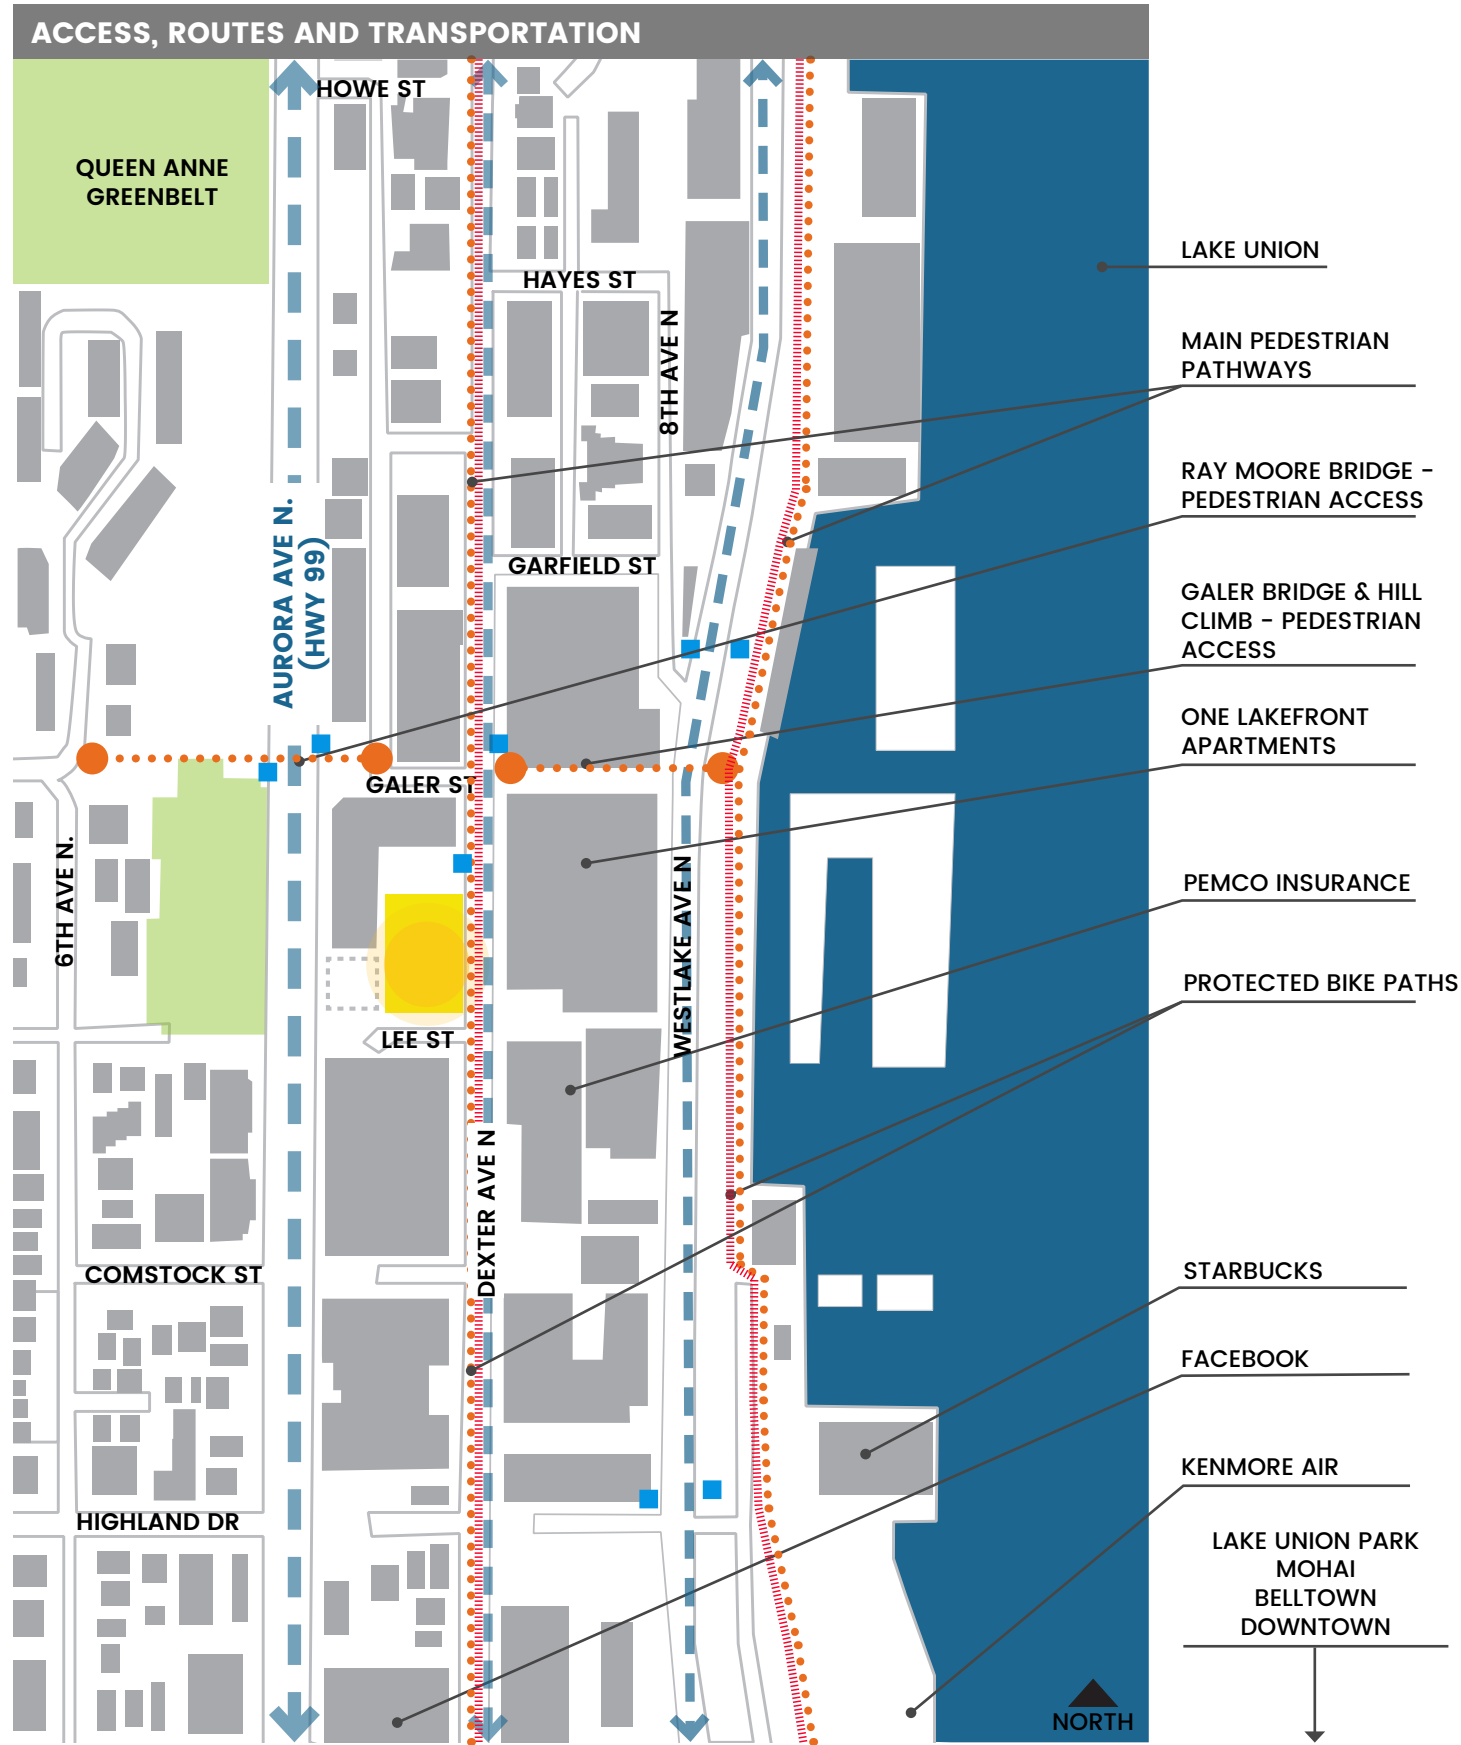 ACCESS, ROUTES AND TRANSPORTATION
HOWE ST
QUEEN ANNE
GREENBELT
HAYES ST
8TH AVE N
AURORA AVE N.
(HWY 99)
GARFIELD ST
GALER ST
6TH AVE N.
WESTLAKE AVE N
LEE ST
DEXTER AVE N
COMSTOCK ST
HIGHLAND DR
NORTH
LAKE UNION
MAIN PEDESTRIAN
PATHWAYS
RAY MOORE BRIDGE -
PEDESTRIAN ACCESS
GALER BRIDGE & HILL
CLIMB - PEDESTRIAN
ACCESS
ONE LAKEFRONT
APARTMENTS
PEMCO INSURANCE
PROTECTED BIKE PATHS
STARBUCKS
FACEBOOK
KENMORE AIR
LAKE UNION PARK
MOHAI
BELLTOWN
DOWNTOWN